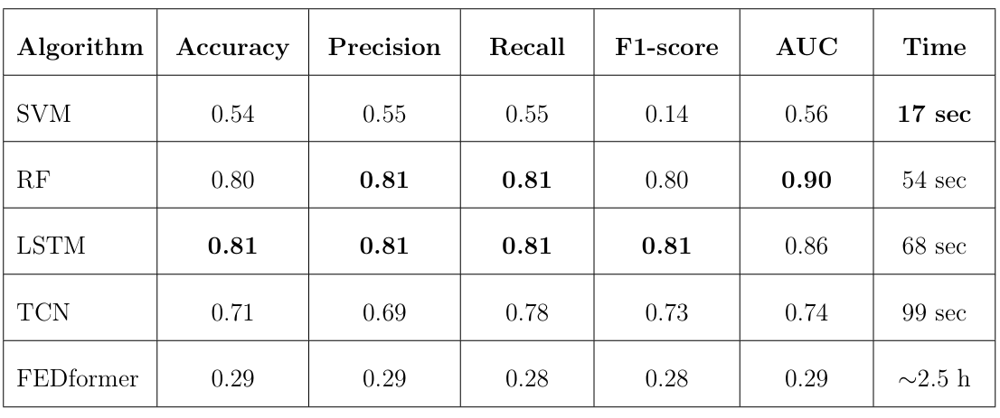 Algorithm Accuracy Precision Recall F1-score AUC Time
SVM 0.54 0.55 0.55 0.14 0.56 17 sec
RF 0.80 0.81 0.81 0.80 0.90 54 sec
LSTM 0.81 0.81 0.81 0.81 0.86 68 sec
TCN 0.71 0.69 0.78 0.73 0.74 99 sec
FEDformer 0.29 0.29 0.28 0.28 0.29 ∼2.5 h